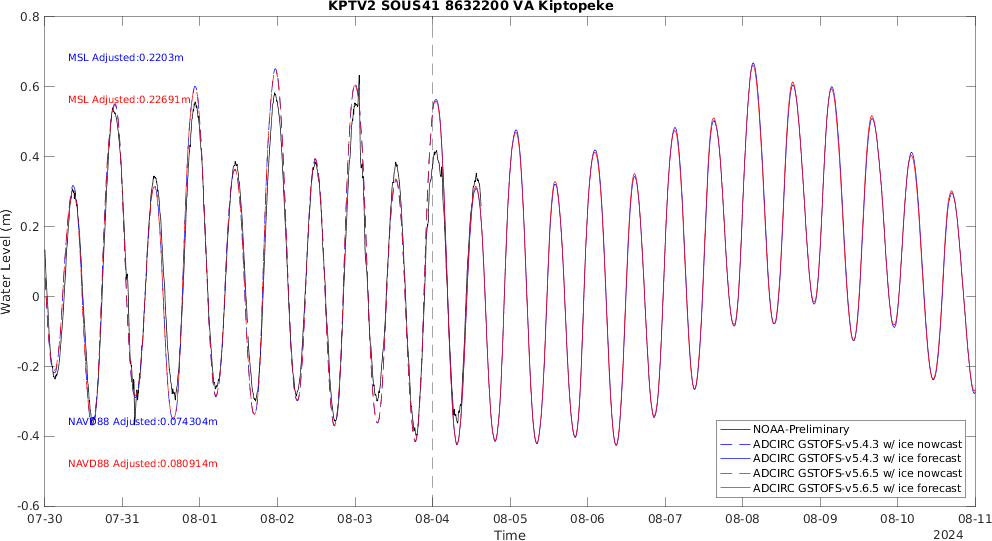 KPTV2 SOUS41 8632200 VA Kiptopeke
0.8
0.6
0.4
0.2
0
-0.2
-0.4
-0.6
Water Level (m)
MSL Adjusted:0.2203m
MSL Adjusted:0.22691m
NAVD88 Adjusted:0.074304m
NAVD88 Adjusted:0.080914m
NOAA-Preliminary
ADCIRC GSTOFS-v5.4.3 w/ ice nowcast
ADCIRC GSTOFS-v5.4.3 w/ ice forecast
ADCIRC GSTOFS-v5.6.5 w/ ice nowcast
ADCIRC GSTOFS-v5.6.5 w/ ice forecast
07-30 07-31 08-01 08-02 08-03 08-04 08-05 08-06 08-07 08-08 08-09 08-10 08-11
Time
2024